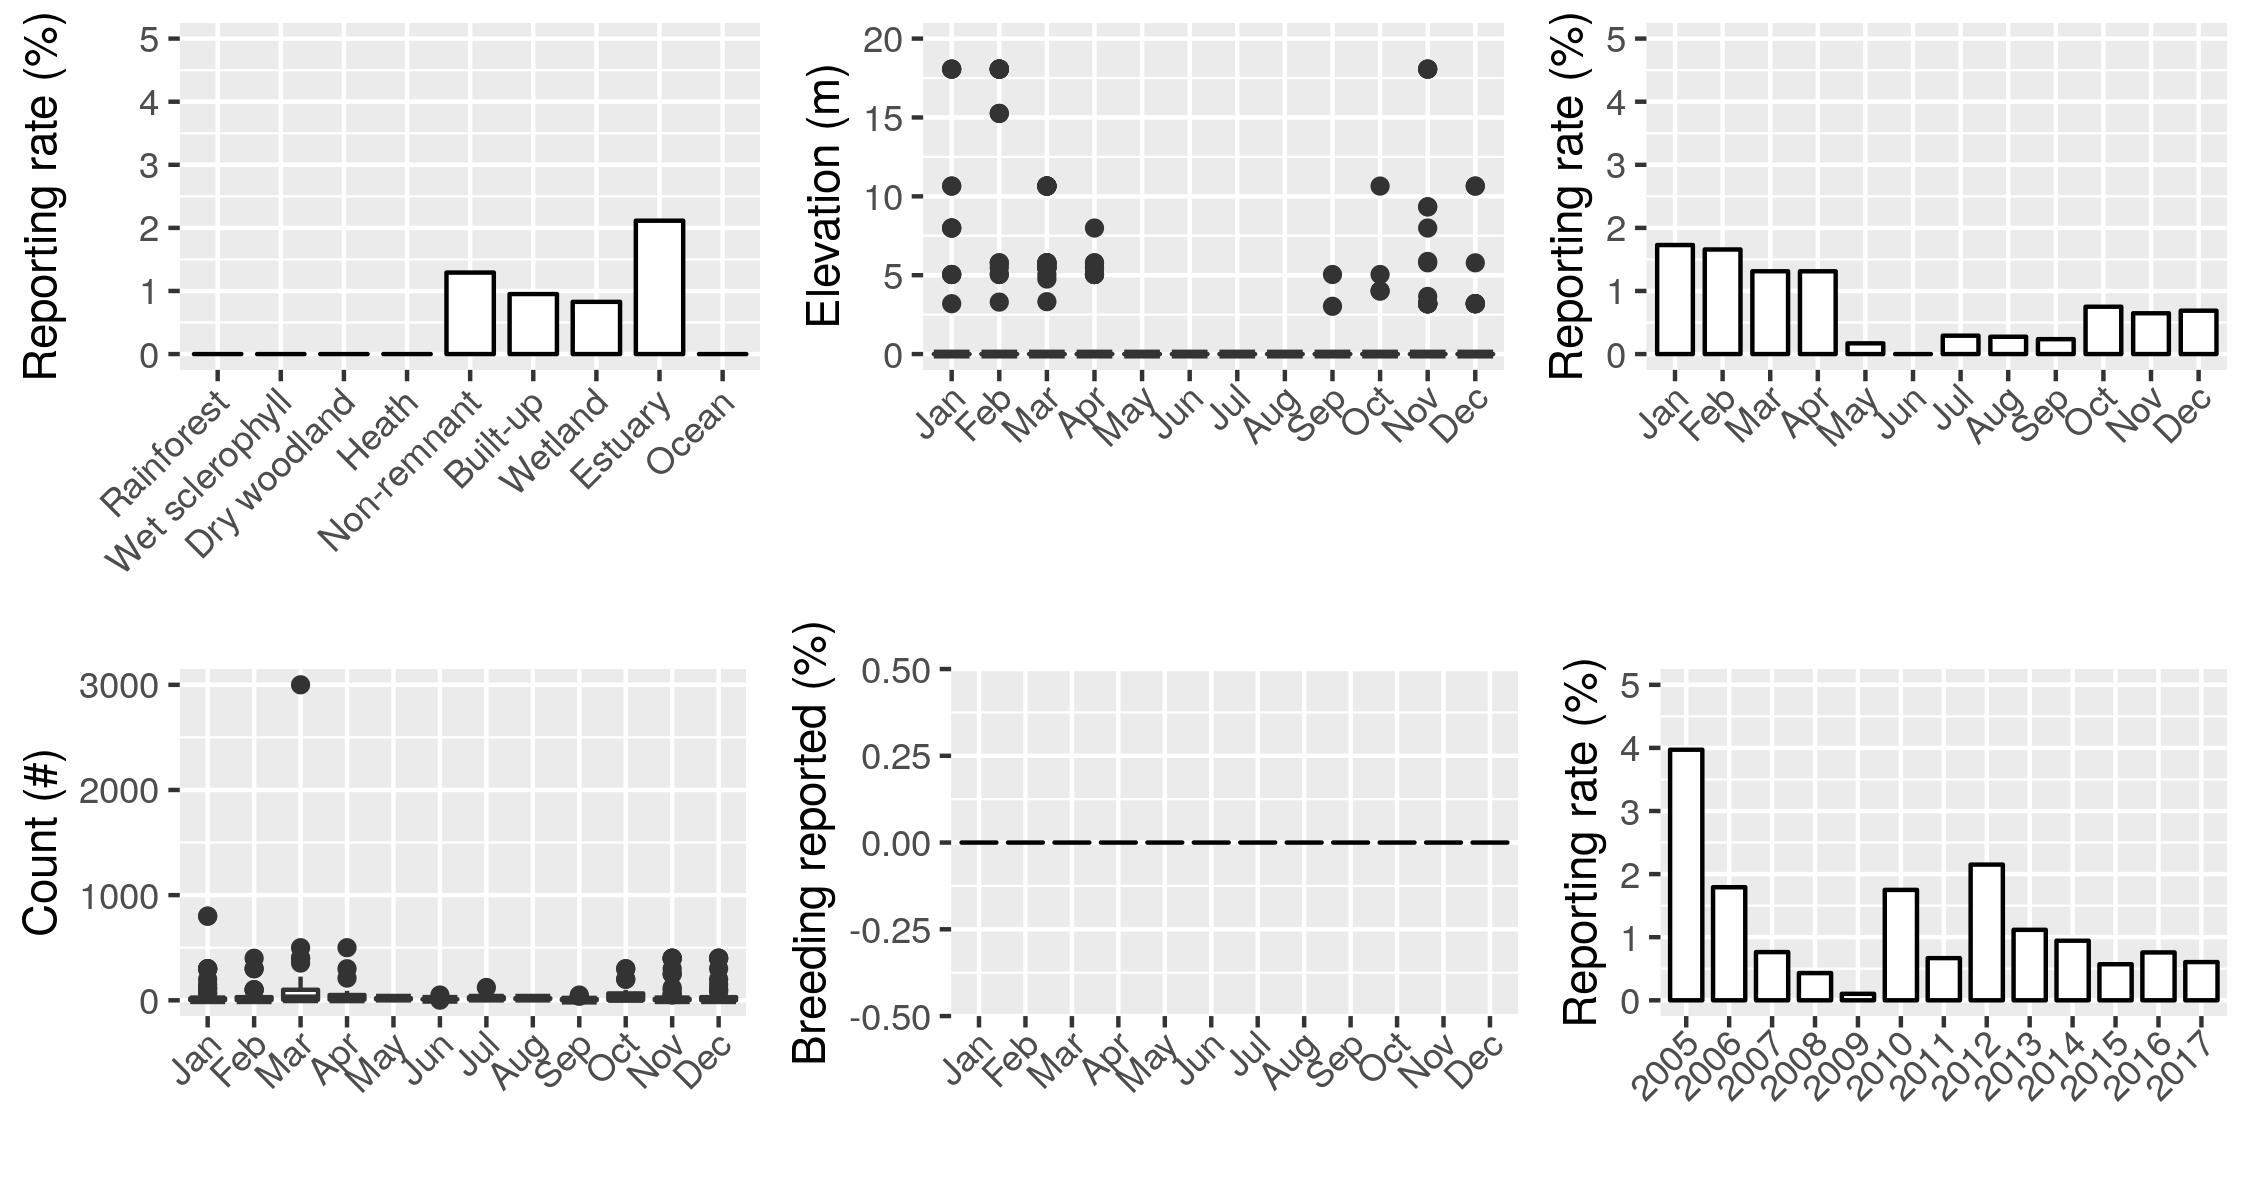 Reporting rate (%)
5
4
3
2
1
0
Rainforest
Wet sclerophyll
Dry woodland
Heath
Non-remnant
Built-up
Wetland
Estuary
Ocean
Elevation (m)
20
15
10
5
0
Jan
Feb
Mar
Apr
May
Jun
Jul
Aug
Sep
Oct
Nov
Dec
Reporting rate (%)
5
4
3
2
1
0
Jan
Feb
Mar
Apr
May
Jun
Jul
Aug
Sep
Oct
Nov
Dec
Count (#)
3000
2000
1000
0
Jan
Feb
Mar
Apr
May
Jun
Jul
Aug
Sep
Oct
Nov
Dec
Breeding reported (%)
0.50
0.25
0.00
-0.25
-0.50
Jan
Feb
Mar
Apr
May
Jun
Jul
Aug
Sep
Oct
Nov
Dec
Reporting rate (%)
5
4
3
2
1
0
2005
2006
2007
2008
2009
2010
2011
2012
2013
2014
2015
2016
2017